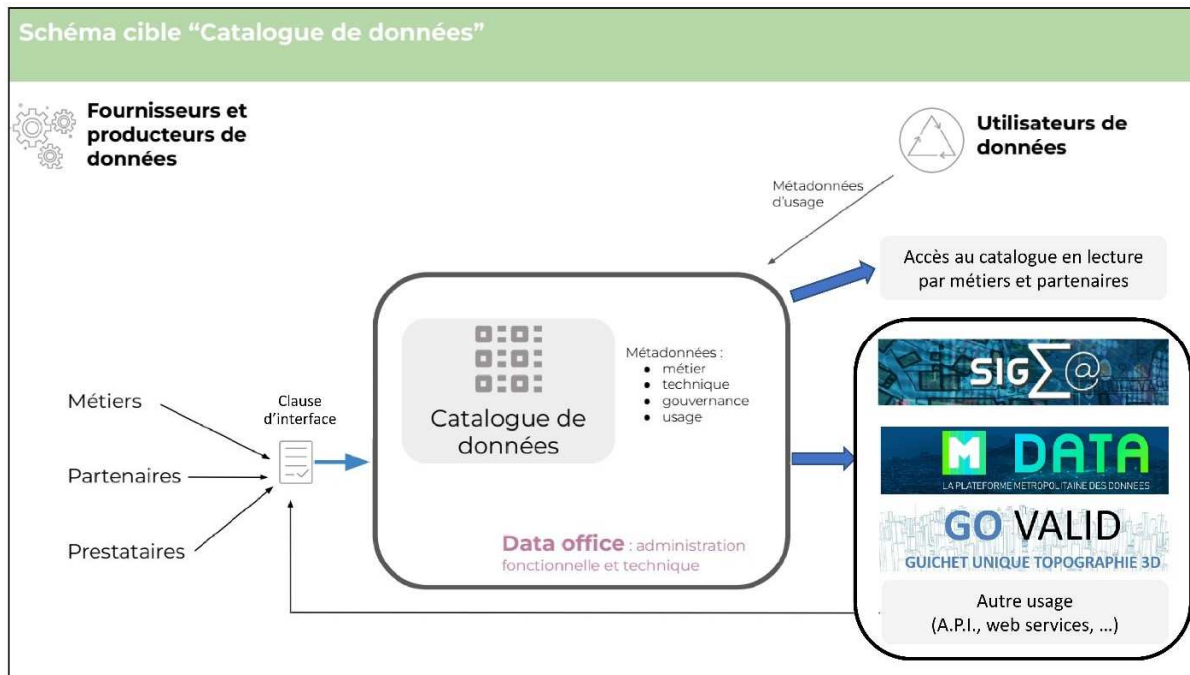 Schéma cible “Catalogue de données”
Fournisseurs et
producteurs de
données
Utilisateurs de
données
Métadonnées
d’usage
Accès au catalogue en lecture
par métiers et partenaires
Métiers
Partenaires
Prestataires
Clause
d’interface
Catalogue de
données
Métadonnées :
● métier
● technique
● gouvernance
● usage
Data office : administration
fonctionnelle et technique
SIGΣ@
M DATA
LA PLATEFORME METROPOLITAINE DES DONNEES
GO VALID
GUICHET UNIQUE TOPOGRAPHIE 3D
Autre usage
(A.P.I., web services, ...)